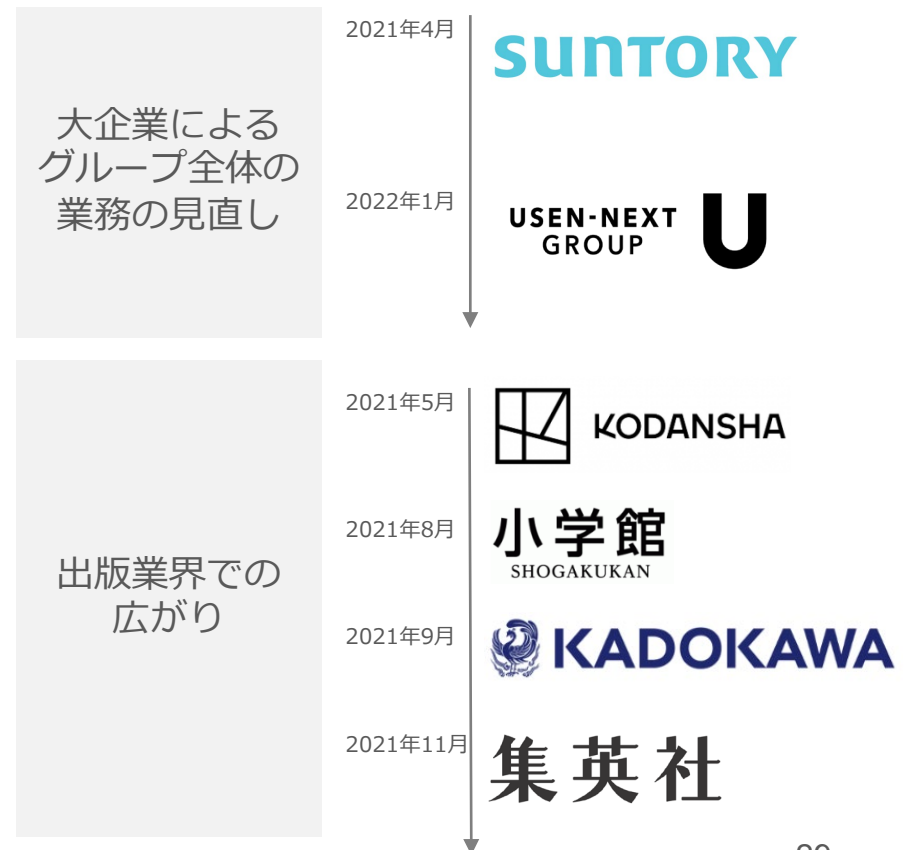 大企業による
グループ全体の
業務の見直し
2021年4月
SUNTORY
2022年1月
USEN-NEXT
GROUP
U
出版業界での
広がり
2021年5月
KODANSHA
2021年8月
小学館
SHOGAKUKAN
2021年9月
KADOKAWA
2021年11月
集英社